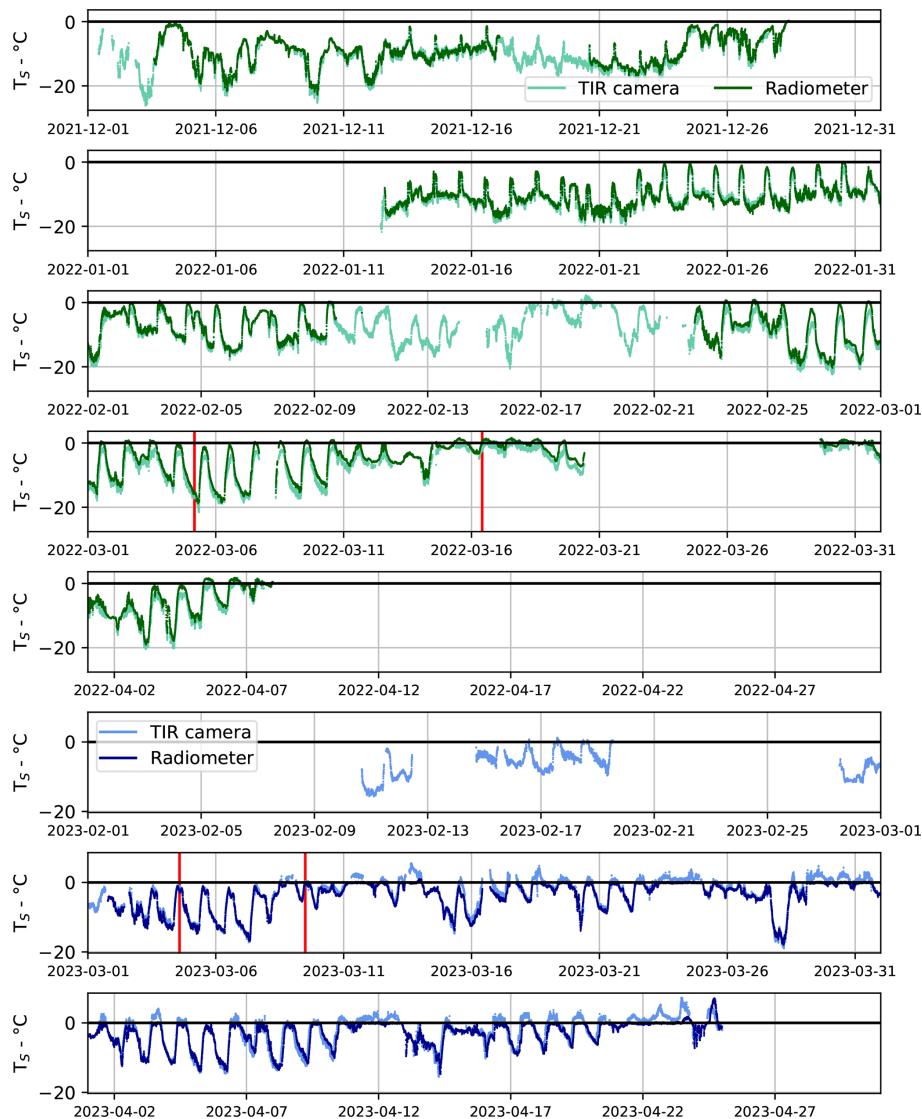 T_S - °C
0
−20
TIR camera
Radiometer
2021-12-01 2021-12-06 2021-12-11 2021-12-16 2021-12-21 2021-12-26 2021-12-31
T_S - °C
0
−20
2022-01-01 2022-01-06 2022-01-11 2022-01-16 2022-01-21 2022-01-26 2022-01-31
T_S - °C
0
−20
2022-02-01 2022-02-05 2022-02-09 2022-02-13 2022-02-17 2022-02-21 2022-02-25 2022-03-01
T_S - °C
0
−20
2022-03-01 2022-03-06 2022-03-11 2022-03-16 2022-03-21 2022-03-26 2022-03-31
T_S - °C
0
−20
2022-04-02 2022-04-07 2022-04-12 2022-04-17 2022-04-22 2022-04-27
T_S - °C
0
−20
TIR camera
Radiometer
2023-02-01 2023-02-05 2023-02-09 2023-02-13 2023-02-17 2023-02-21 2023-02-25 2023-03-01
T_S - °C
0
−20
2023-03-01 2023-03-06 2023-03-11 2023-03-16 2023-03-21 2023-03-26 2023-03-31
T_S - °C
0
−20
2023-04-02 2023-04-07 2023-04-12 2023-04-17 2023-04-22 2023-04-27